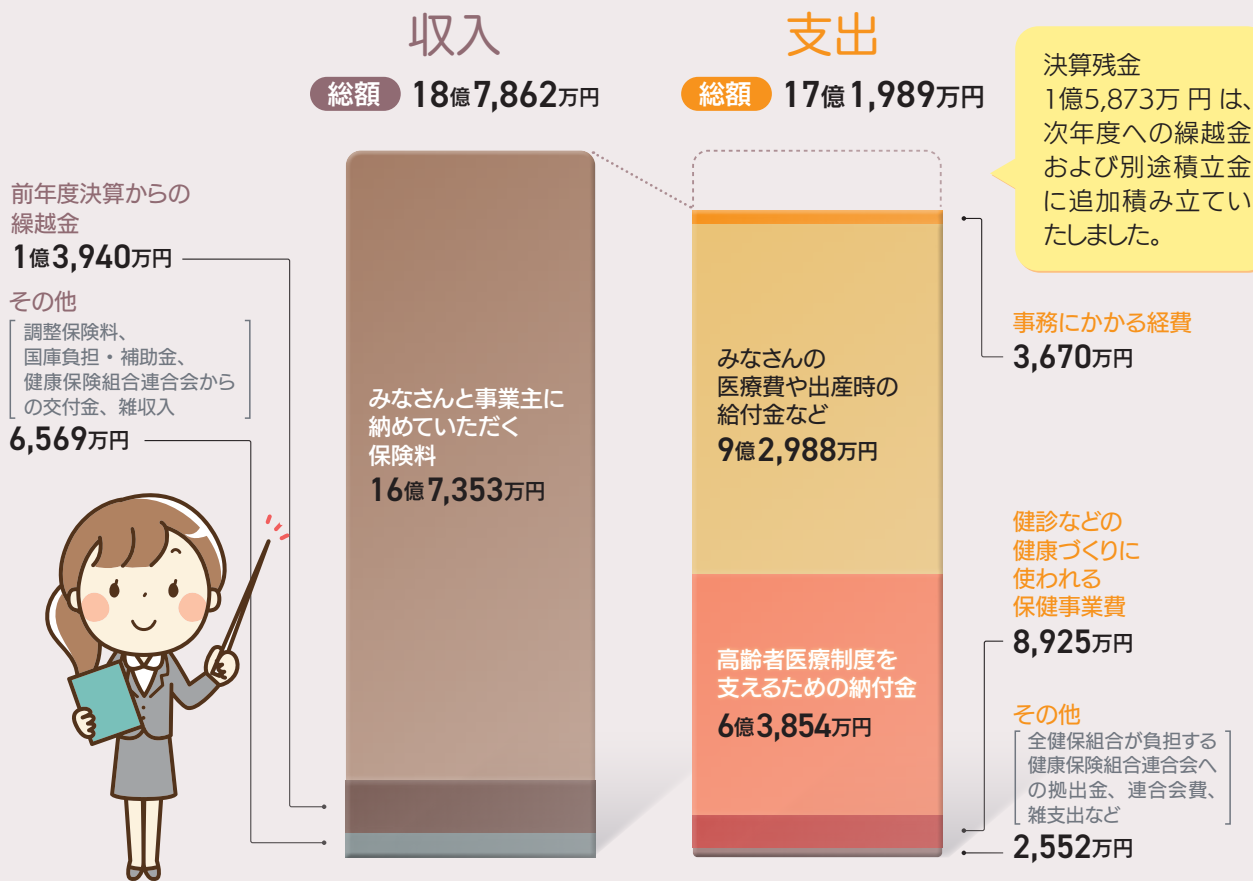 収入
総額 18億7,862万円
支出
総額 17億1,989万円
決算残金
1億5,873万 円 は、
次年度への繰越金
および別途積立金
に追加積み立てい
たしました。
前年度決算からの
繰越金
1億3,940万円
その他
調整保険料、
国庫負担・補助金、
健康保険組合連合会から
の交付金、雑収入
6,569万円
みなさんと事業主に
納めていただく
保険料
16億7,353万円
みなさんの
医療費や出産時の
給付金など
9億2,988万円
高齢者医療制度を
支えるための納付金
6億3,854万円
事務にかかる経費
3,670万円
健診などの
健康づくりに
使われる
保健事業費
8,925万円
その他
全健保組合が負担する
健康保険組合連合会へ
の拠出金、連合会費、
雑支出など
2,552万円